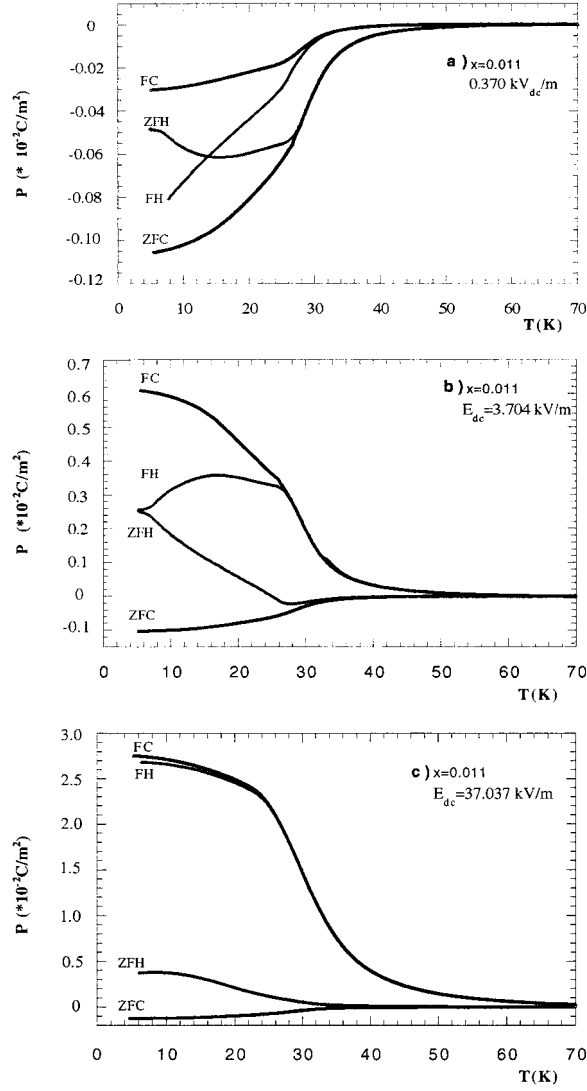 0
-0.02
-0.04
-0.06
-0.08
-0.10
-0.12
P (* 10-2C/m2)
a ) x=0.011
0.370 kVdc/m
FC
ZFH
FH
ZFC
0 10 20 30 40 50 60 70
T(K)
0.7
0.6
0.5
0.4
0.3
0.2
0.1
0
-0.1
P (*10-2C/m2)
b ) x=0.011
Edc=3.704 kV/m
FC
FH
ZFH
ZFC
0 10 20 30 40 50 60 70
T(K)
3.0
2.5
2.0
1.5
1.0
0.5
0
P (*10-2C/m2)
c ) x=0.011
Edc=37.037 kV/m
FC
FH
ZFH
ZFC
0 10 20 30 40 50 60 70
T(K)